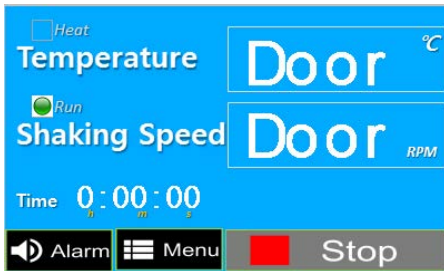 Heat
Temperature
Door ℃
Run
Shaking Speed
Door RPM
Time 0:00:00
h m s
Alarm Menu Stop